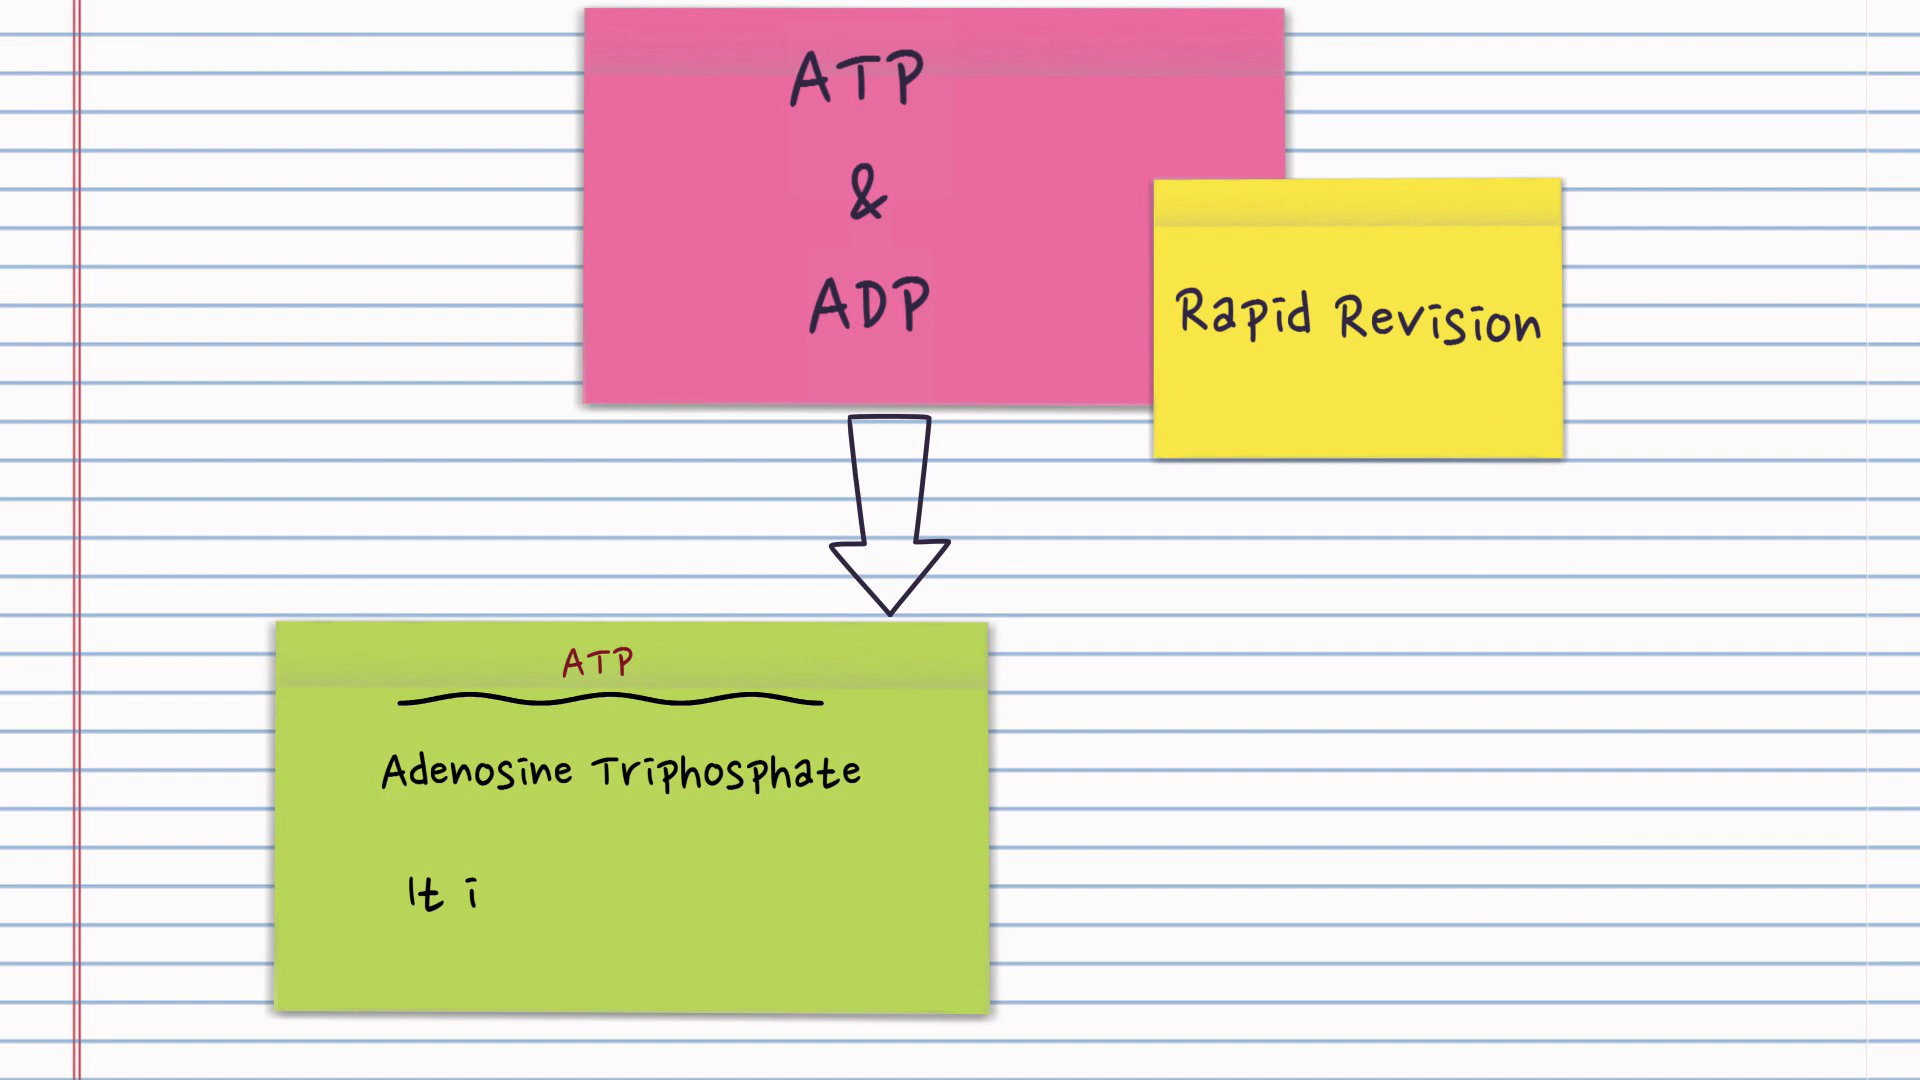 ATP
&
ADP
Rapid Revision
ATP
Adenosine Triphosphate
It i